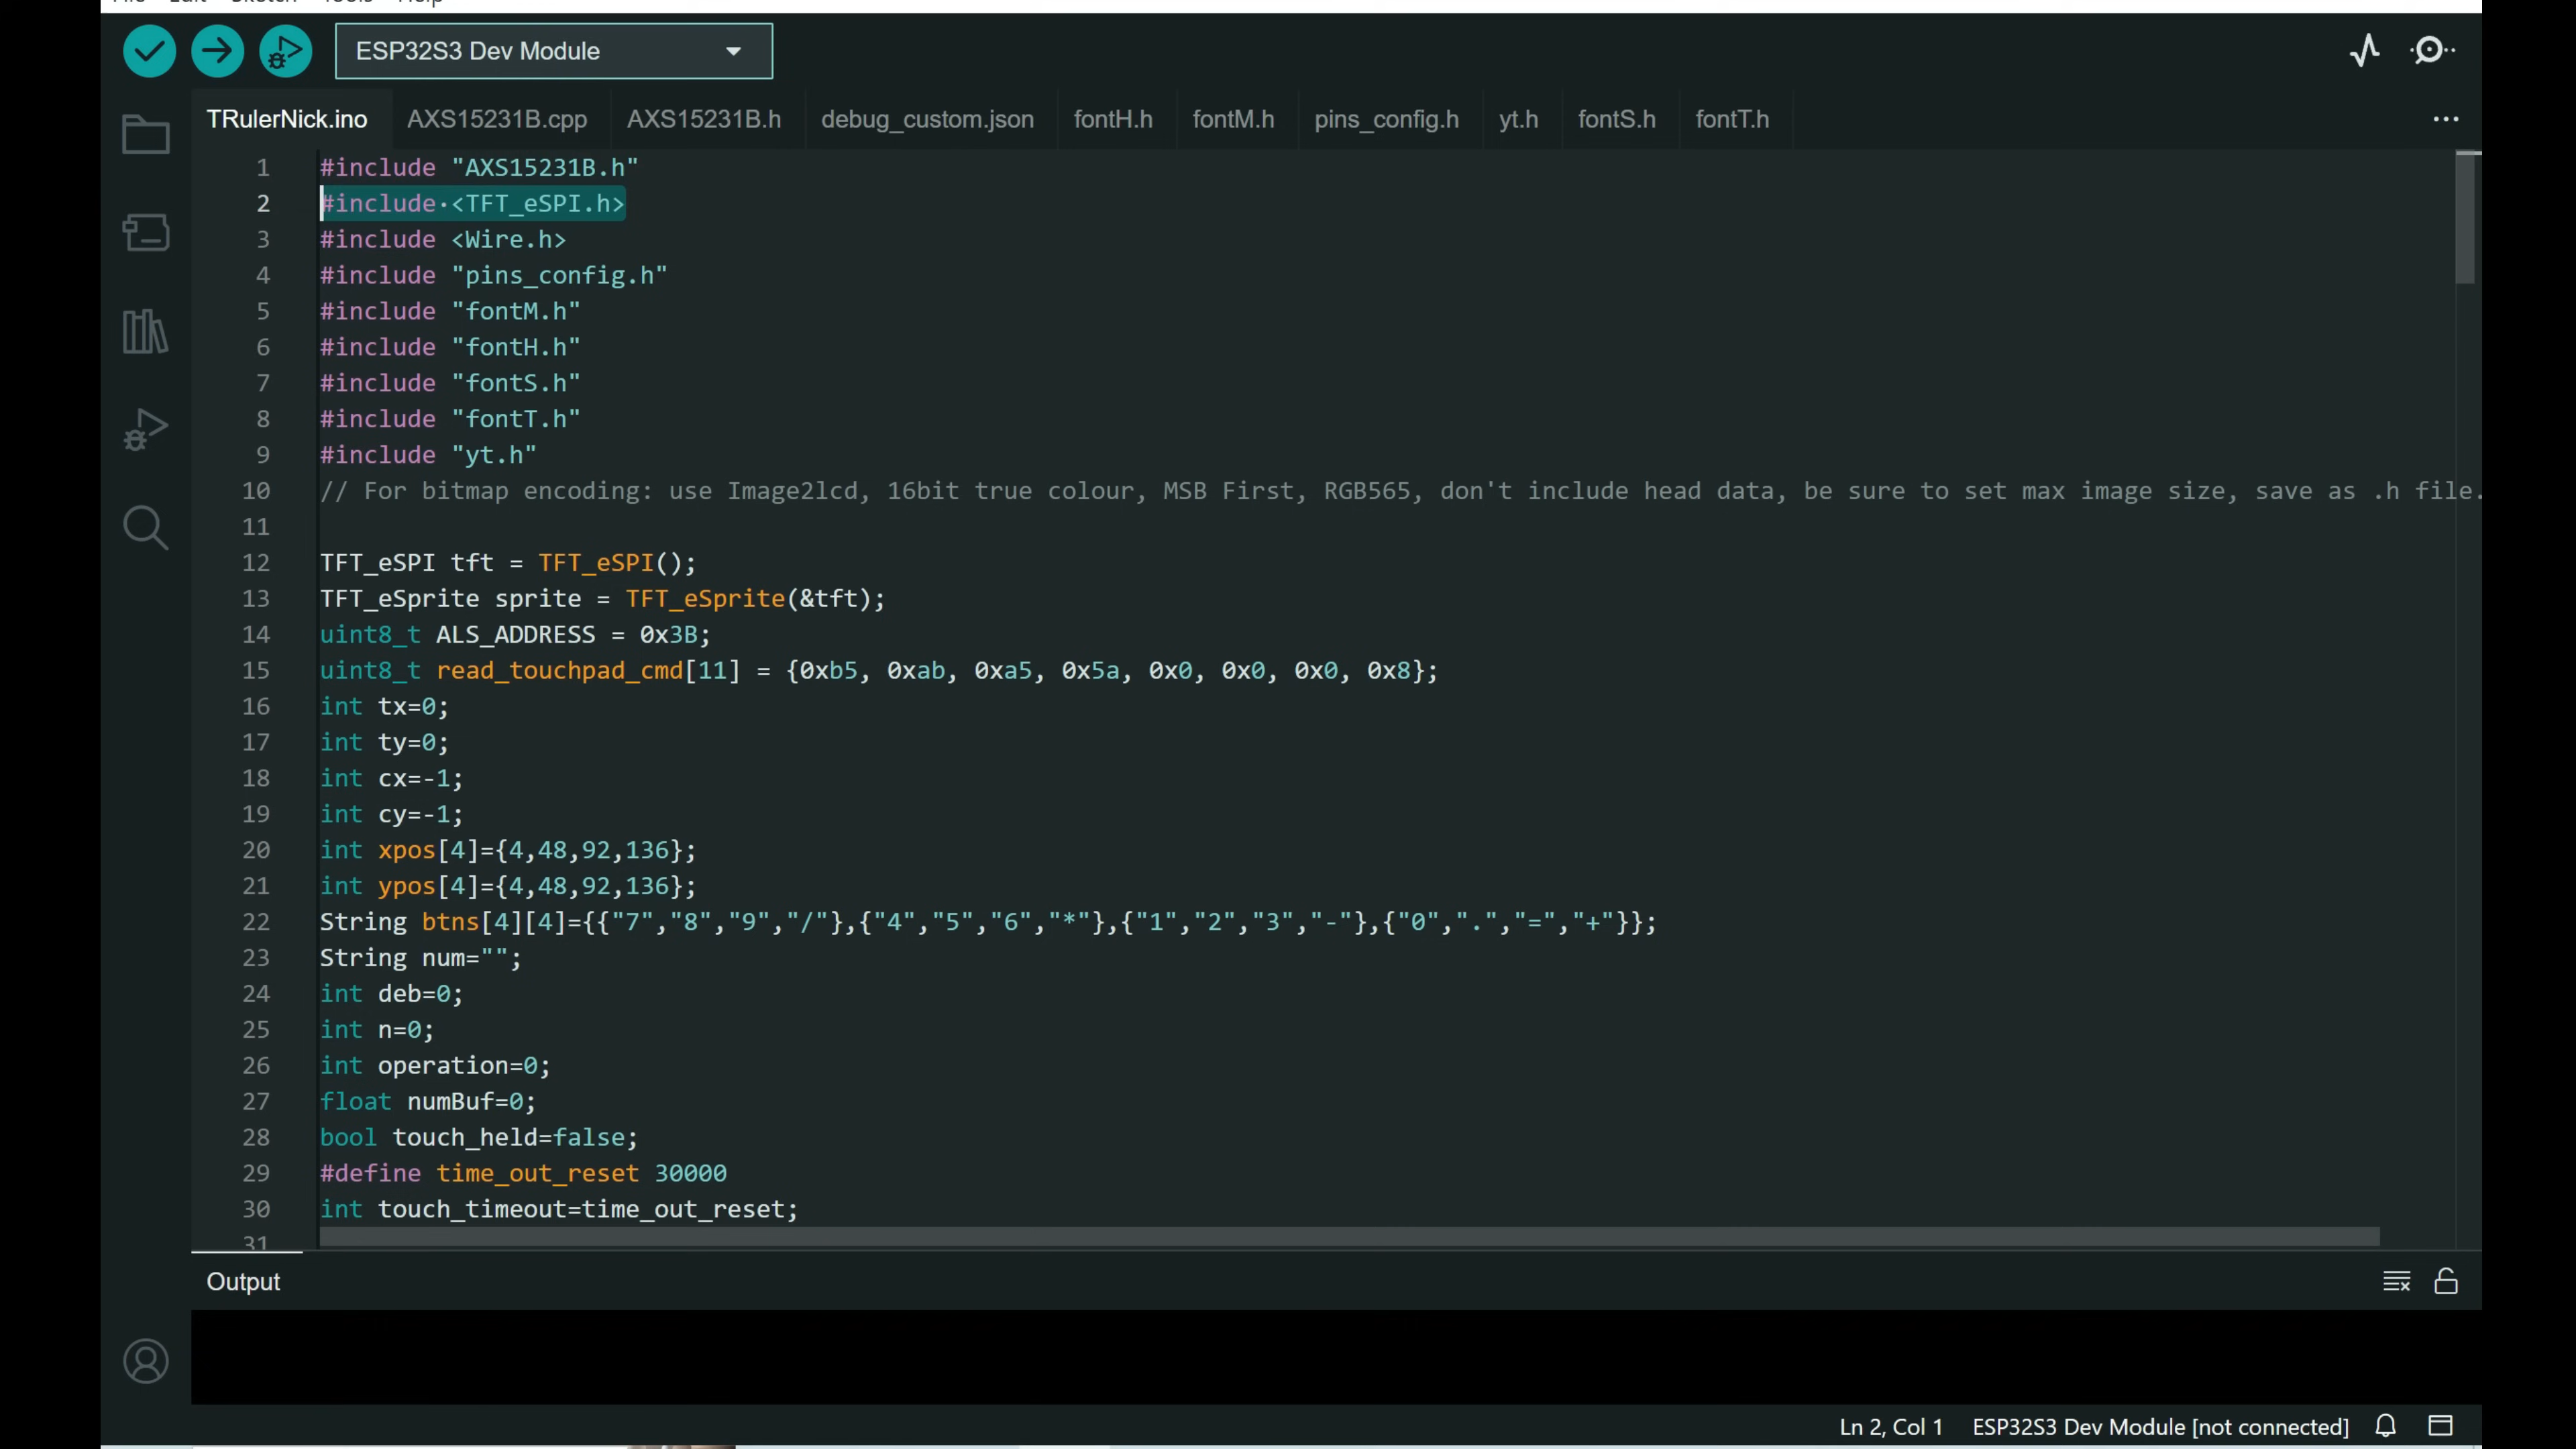 File Edit Sketch Tools Help
ESP32S3 Dev Module
TRulerNick.ino AXS15231B.cpp AXS15231B.h debug_custom.json fontH.h fontM.h pins_config.h yt.h fontS.h fontT.h
1 #include "AXS15231B.h"
2 #include·<TFT_eSPI.h>
3 #include <Wire.h>
4 #include "pins_config.h"
5 #include "fontM.h"
6 #include "fontH.h"
7 #include "fontS.h"
8 #include "fontT.h"
9 #include "yt.h"
10 // For bitmap encoding: use Image2lcd, 16bit true colour, MSB First, RGB565, don't include head data, be sure to set max image size, save as .h file.
11
12 TFT_eSPI tft = TFT_eSPI();
13 TFT_eSprite sprite = TFT_eSprite(&tft);
14 uint8_t ALS_ADDRESS = 0x3B;
15 uint8_t read_touchpad_cmd[11] = {0xb5, 0xab, 0xa5, 0x5a, 0x0, 0x0, 0x0, 0x8};
16 int tx=0;
17 int ty=0;
18 int cx=-1;
19 int cy=-1;
20 int xpos[4]={4,48,92,136};
21 int ypos[4]={4,48,92,136};
22 String btns[4][4]={{"7","8","9","/"},{"4","5","6","*"},{"1","2","3","-"},{"0",".","=","+"}};
23 String num="";
24 int deb=0;
25 int n=0;
26 int operation=0;
27 float numBuf=0;
28 bool touch_held=false;
29 #define time_out_reset 30000
30 int touch_timeout=time_out_reset;
31
Output
Ln 2, Col 1 ESP32S3 Dev Module [not connected]